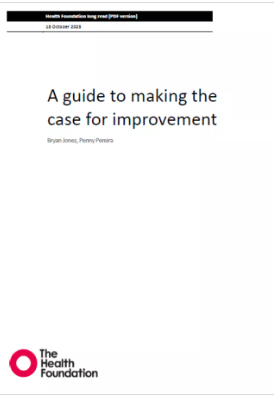 Health Foundation long read [PDF version]
18 October 2023
A guide to making the
case for improvement
Bryan Jones, Penny Pereira
The
Health
Foundation